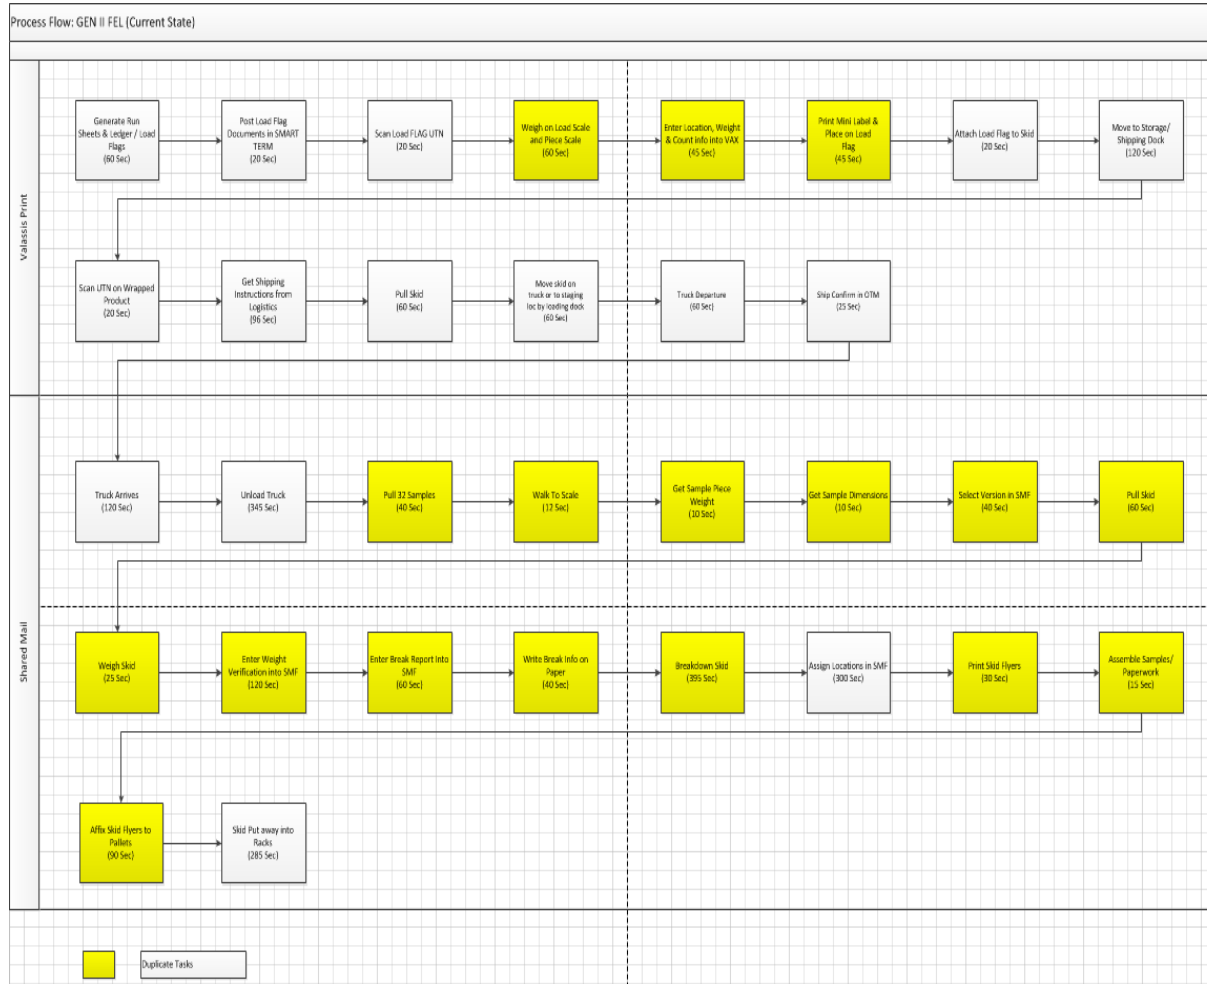 Process Flow: GEN II FEL (Current State)
Valassis Print
Generate Run
Sheets & Ledger / Load
Flags
(60 Sec)
Post Load Flag
Documents in SMART
TERM
(20 Sec)
Scan Load FLAG UTN
(20 Sec)
Weigh on Load Scale
and Piece Scale
(60 Sec)
Enter Location, Weight
& Count info into VAX
(45 Sec)
Print Mini Label &
Place on Load
Flag
(45 Sec)
Attach Load Flag to Skid
(20 Sec)
Move to Storage/
Shipping Dock
(120 Sec)
Scan UTN on Wrapped
Product
(20 Sec)
Get Shipping
Instructions from
Logistics
(96 Sec)
Pull Skid
(60 Sec)
Move skid on
truck or to staging
loc by loading dock
(60 Sec)
Truck Departure
(60 Sec)
Ship Confirm in OTM
(25 Sec)
Shared Mail
Truck Arrives
(120 Sec)
Unload Truck
(345 Sec)
Pull 32 Samples
(40 Sec)
Walk To Scale
(12 Sec)
Get Sample Piece
Weight
(10 Sec)
Get Sample Dimensions
(10 Sec)
Select Version in SMF
(40 Sec)
Pull Skid
(60 Sec)
Weigh Skid
(25 Sec)
Enter Weight
Verification into SMF
(120 Sec)
Enter Break Report Into
SMF
(60 Sec)
Write Break Info on
Paper
(40 Sec)
Breakdown Skid
(395 Sec)
Assign Locations in SMF
(300 Sec)
Print Skid Flyers
(30 Sec)
Assemble Samples/
Paperwork
(15 Sec)
Affix Skid Flyers to
Pallets
(90 Sec)
Skid Put away into
Racks
(285 Sec)
Duplicate Tasks